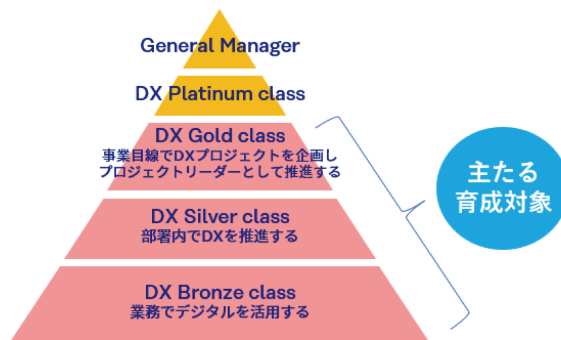 General Manager
DX Platinum class
DX Gold class
事業目線でDXプロジェクトを企画し
プロジェクトリーダーとして推進する
DX Silver class
部署内でDXを推進する
DX Bronze class
業務でデジタルを活用する
主たる
育成対象